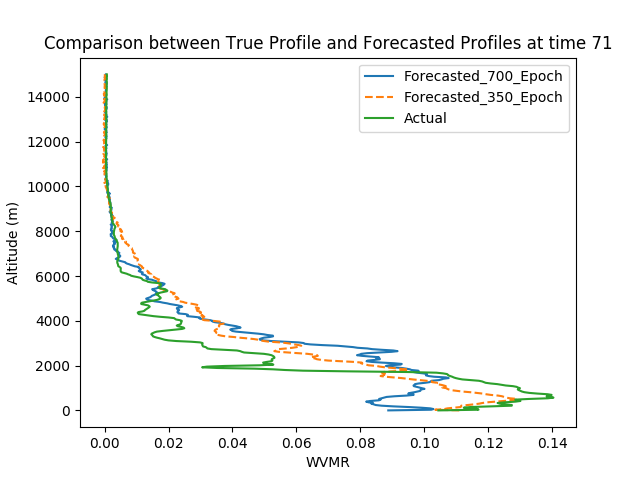 Comparison between True Profile and Forecasted Profiles at time 71
Forecasted_700_Epoch
Forecasted_350_Epoch
Actual
Altitude (m)
14000
12000
10000
8000
6000
4000
2000
0
0.00 0.02 0.04 0.06 0.08 0.10 0.12 0.14
WVMR